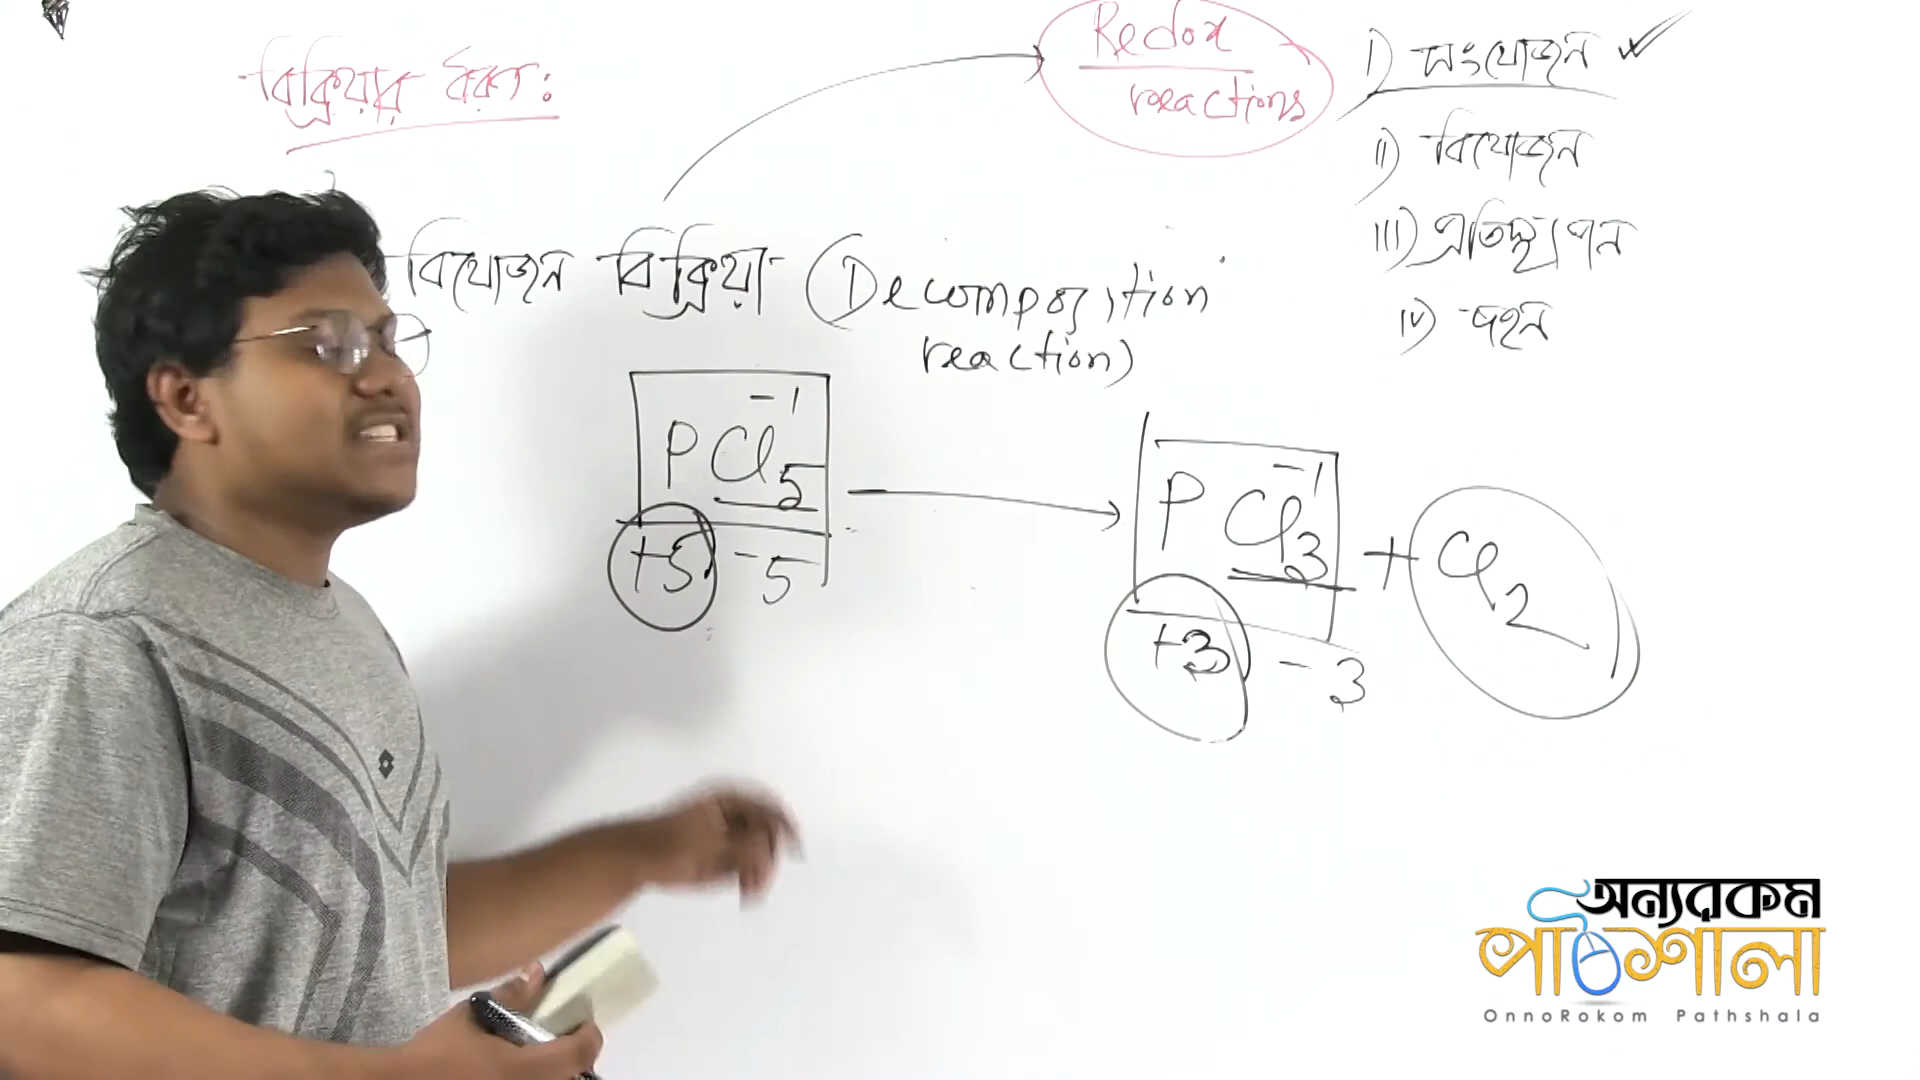 বিক্রিয়ার ধরণ:
Redox
reactions
I) সংযোজন ✓
II) বিযোজন
III) প্রতিস্থাপন
IV) দহন
বিযোজন বিক্রিয়া (Decomposition
reaction)
-1
PCl5
+5 -5
-1
PCl3 + Cl2
+3 -3
অন্যরকম
পাঠশালা
OnnoRokom Pathshala